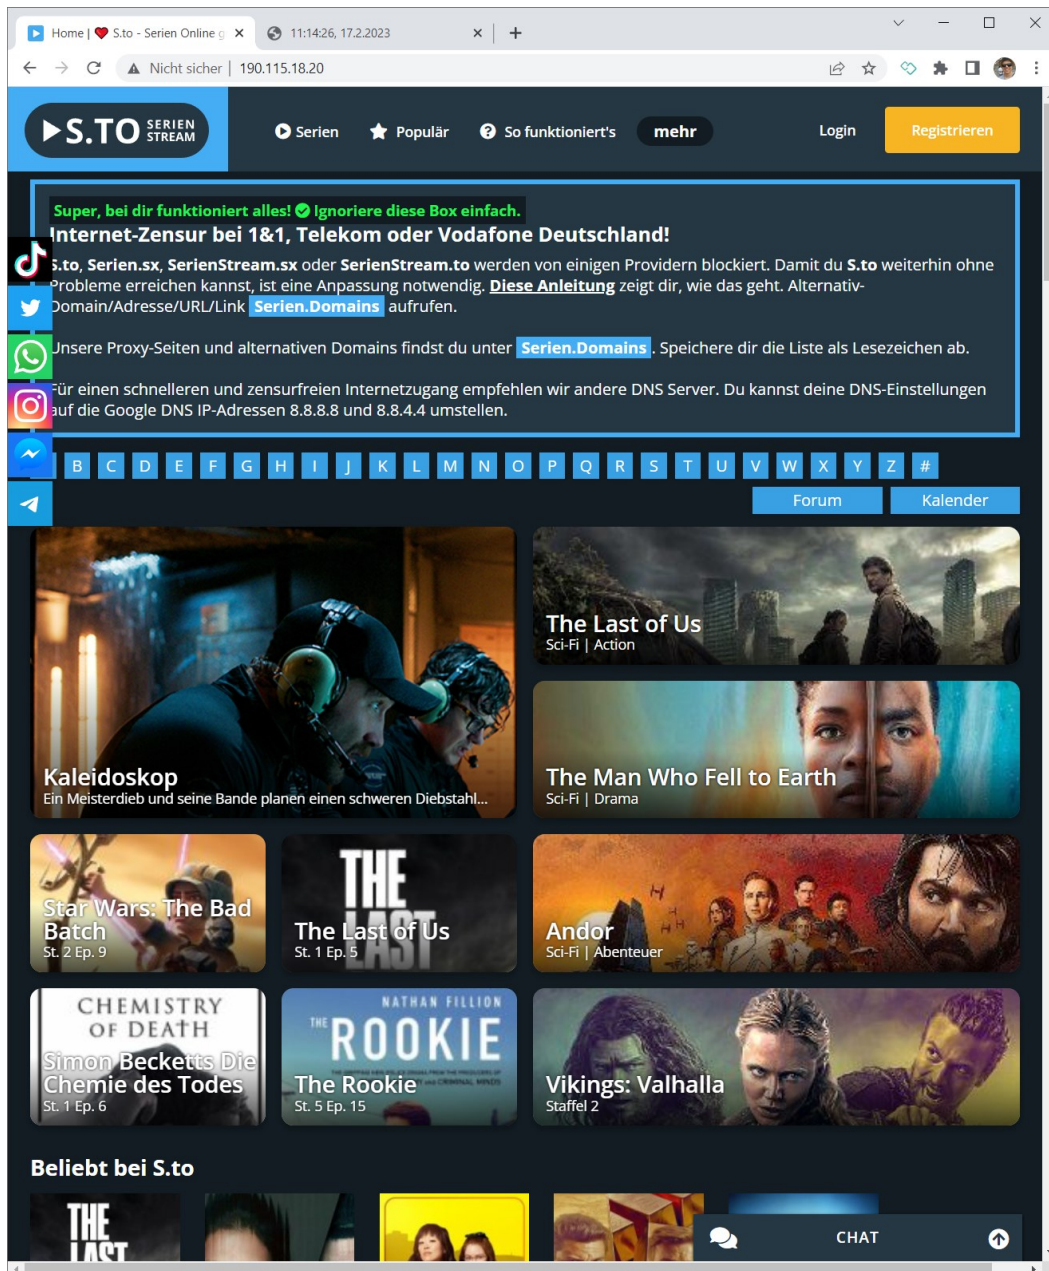 Home | ❤ S.to - Serien Online g
11:14:26, 17.2.2023
Nicht sicher | 190.115.18.20
S.TO SERIEN STREAM
Serien Populär So funktioniert's mehr Login Registrieren
Super, bei dir funktioniert alles! Ignoriere diese Box einfach.
Internet-Zensur bei 1&1, Telekom oder Vodafone Deutschland!
S.to, Serien.sx, SerienStream.sx oder SerienStream.to werden von einigen Providern blockiert. Damit du S.to weiterhin ohne
Probleme erreichen kannst, ist eine Anpassung notwendig. Diese Anleitung zeigt dir, wie das geht. Alternativ-
Domain/Adresse/URL/Link Serien.Domains aufrufen.
Unsere Proxy-Seiten und alternativen Domains findst du unter Serien.Domains . Speichere dir die Liste als Lesezeichen ab.
Für einen schnelleren und zensurfreien Internetzugang empfehlen wir andere DNS Server. Du kannst deine DNS-Einstellungen
auf die Google DNS IP-Adressen 8.8.8.8 und 8.8.4.4 umstellen.
B C D E F G H I J K L M N O P Q R S T U V W X Y Z #
Forum Kalender
Kaleidoskop
Ein Meisterdieb und seine Bande planen einen schweren Diebstahl...
The Last of Us
Sci-Fi | Action
The Man Who Fell to Earth
Sci-Fi | Drama
Star Wars: The Bad
Batch
St. 2 Ep. 9
THE
LAST
The Last of Us
St. 1 Ep. 5
Andor
Sci-Fi | Abenteuer
CHEMISTRY
OF DEATH
Simon Becketts Die
Chemie des Todes
St. 1 Ep. 6
NATHAN FILLION
THE ROOKIE
The Rookie
St. 5 Ep. 15
Vikings: Valhalla
Staffel 2
Beliebt bei S.to
THE
LAST
CHAT